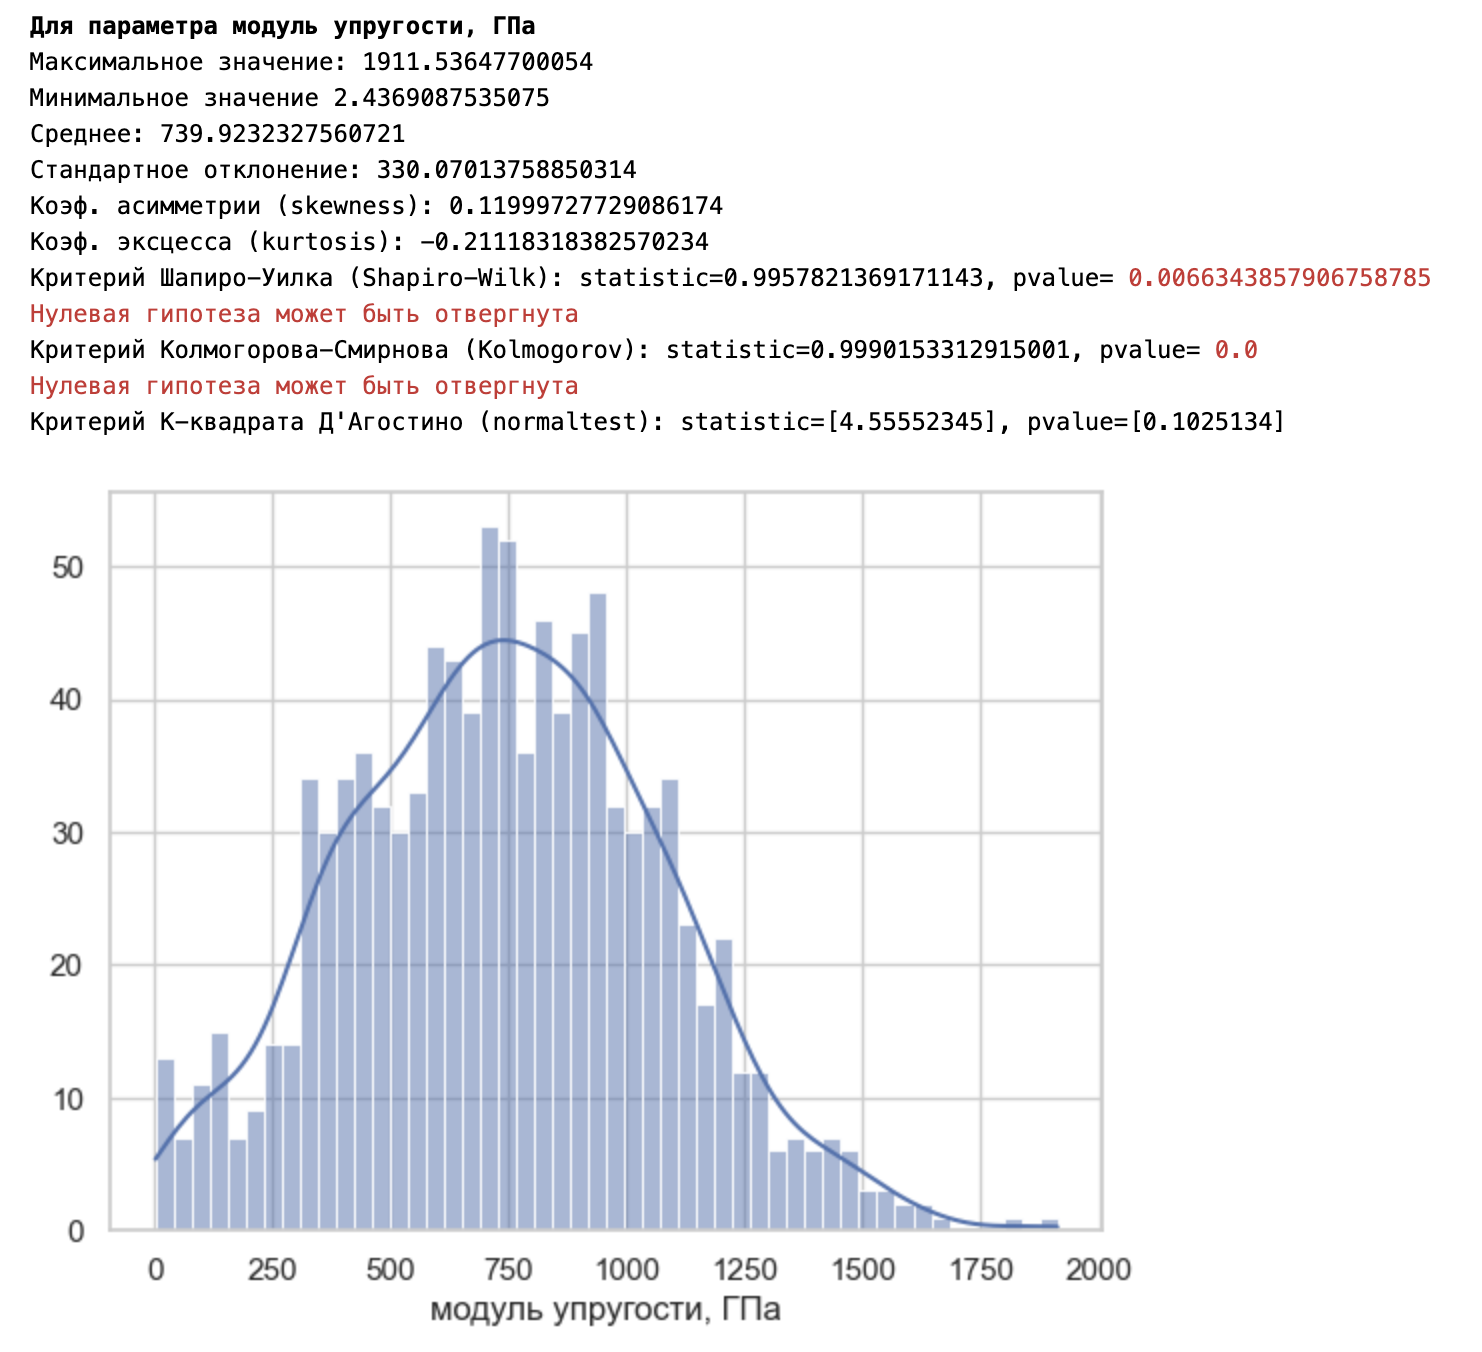 Для параметра модуль упругости, ГПа
Максимальное значение: 1911.53647700054
Минимальное значение 2.4369087535075
Среднее: 739.9232327560721
Стандартное отклонение: 330.07013758850314
Коэф. асимметрии (skewness): 0.11999727729086174
Коэф. эксцесса (kurtosis): -0.21118318382570234
Критерий Шапиро-Уилка (Shapiro-Wilk): statistic=0.9957821369171143, pvalue= 0.0066343857906758785
Нулевая гипотеза может быть отвергнута
Критерий Колмогорова-Смирнова (Kolmogorov): statistic=0.9990153312915001, pvalue= 0.0
Нулевая гипотеза может быть отвергнута
Критерий К-квадрата Д'Агостино (normaltest): statistic=[4.55552345], pvalue=[0.1025134]
50
40
30
20
10
0
0 250 500 750 1000 1250 1500 1750 2000
модуль упругости, ГПа